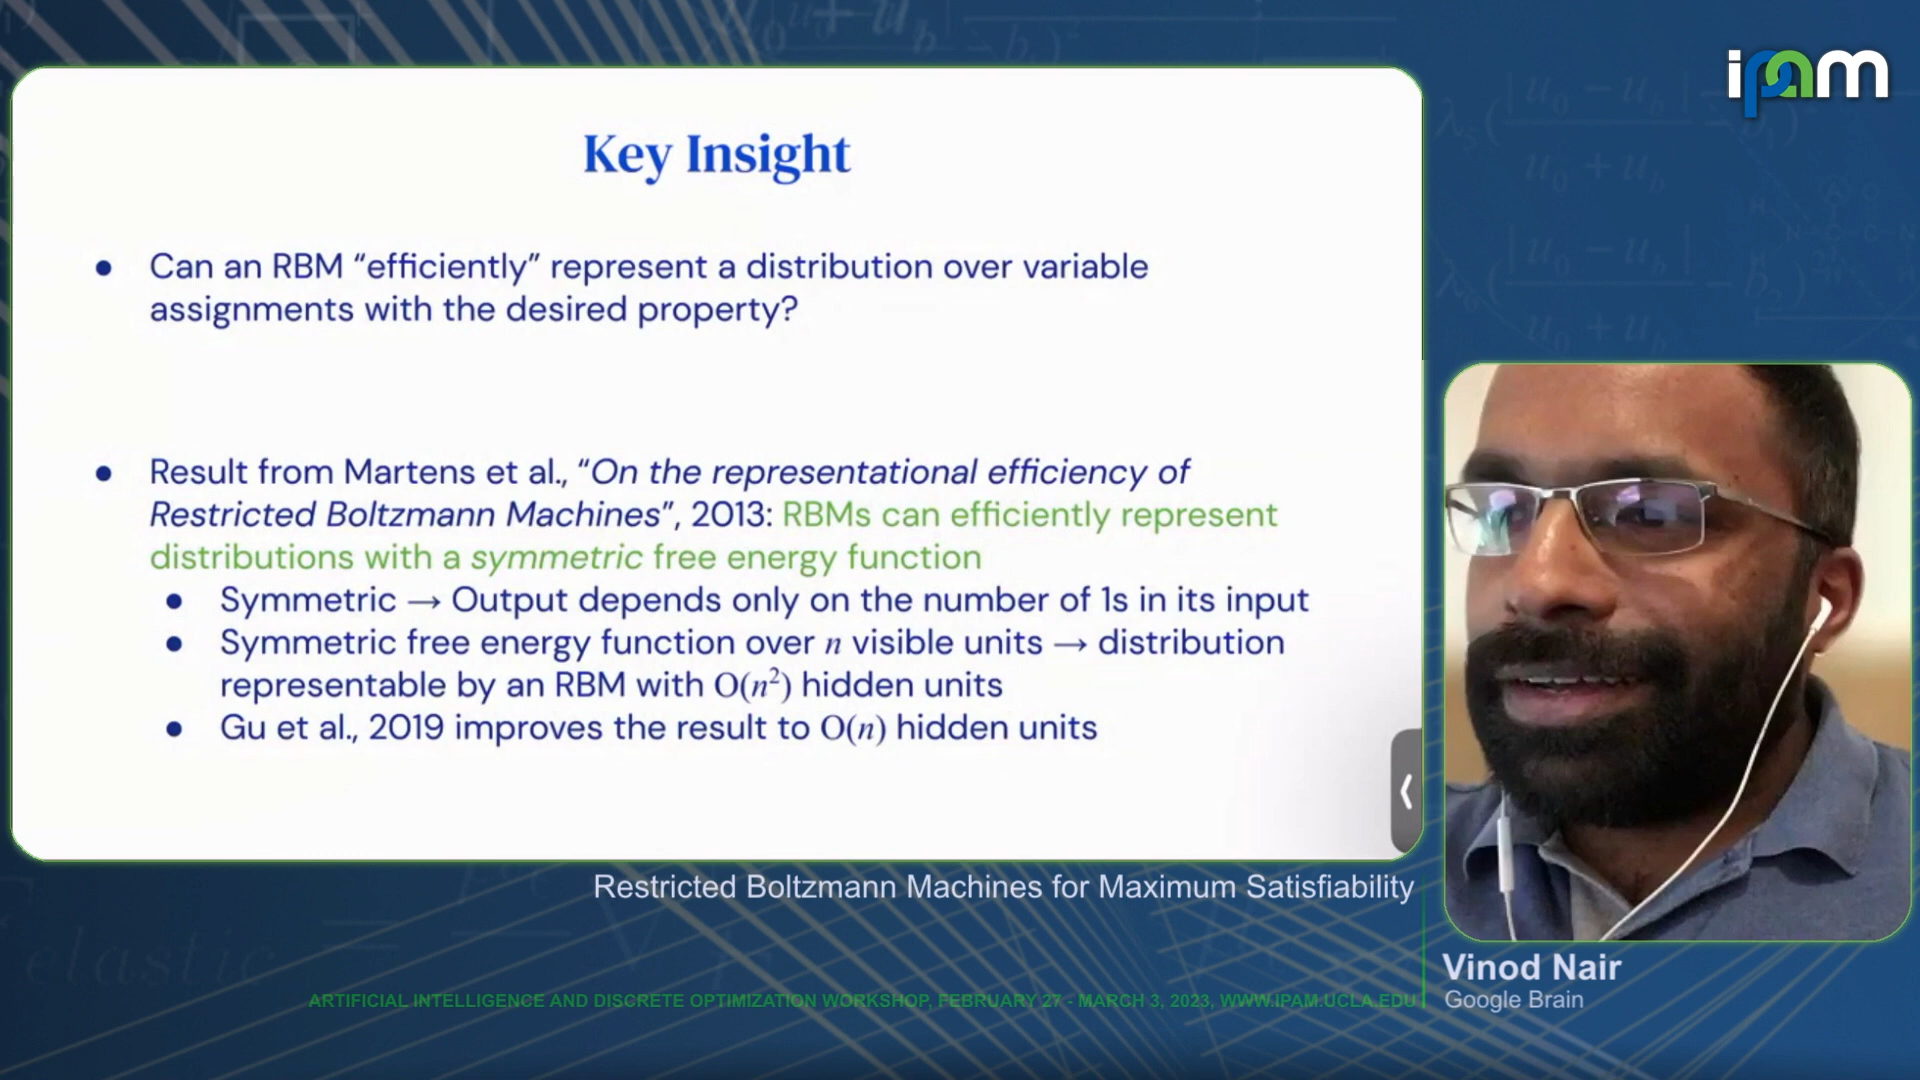 ipam
Key Insight
● Can an RBM “efficiently” represent a distribution over variable
assignments with the desired property?
● Result from Martens et al., “On the representational efficiency of
Restricted Boltzmann Machines”, 2013: RBMs can efficiently represent
distributions with a symmetric free energy function
● Symmetric → Output depends only on the number of 1s in its input
● Symmetric free energy function over n visible units → distribution
representable by an RBM with O(n²) hidden units
● Gu et al., 2019 improves the result to O(n) hidden units
Restricted Boltzmann Machines for Maximum Satisfiability
Vinod Nair
Google Brain
ARTIFICIAL INTELLIGENCE AND DISCRETE OPTIMIZATION WORKSHOP, FEBRUARY 27 - MARCH 3, 2023, WWW.IPAM.UCLA.EDU
elastic